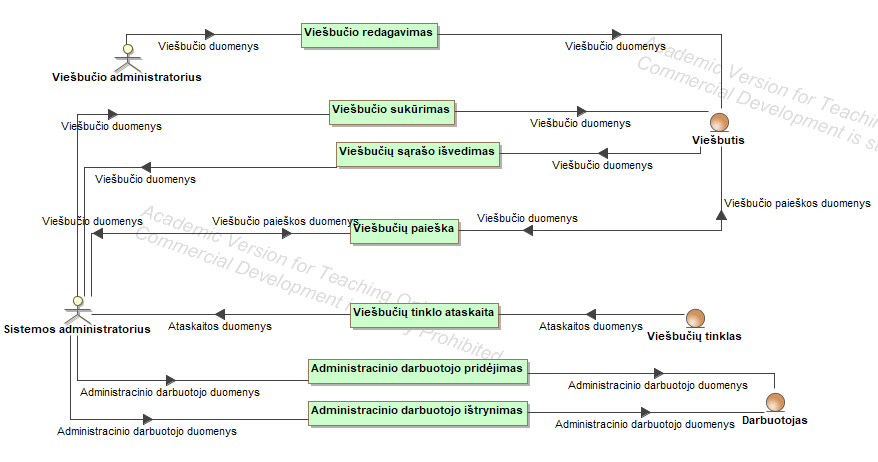 Viešbučio redagavimas
Viešbučio duomenys
Viešbučio duomenys
Viešbučio administratorius
Academic Version for Teaching
Commercial Development is s
Viešbučio sukūrimas
Viešbučio duomenys
Viešbučio duomenys
Viešbutis
Viešbučių sąrašo išvedimas
Viešbučio duomenys
Viešbučio duomenys
Viešbučio paieškos duomenys
Viešbučio duomenys
Viešbučio paieškos duomenys
Viešbučio duomenys
Viešbučių paieška
Academic Version for Teaching On
Commercial Development is y Prohibited
Viešbučių tinklo ataskaita
Sistemos administratorius
Ataskaitos duomenys
Ataskaitos duomenys
Viešbučių tinklas
Administracinio darbuotojo pridėjimas
Administracinio darbuotojo duomenys
Administracinio darbuotojo duomenys
Administracinio darbuotojo ištrynimas
Administracinio darbuotojo duomenys
Administracinio darbuotojo duomenys
Darbuotojas